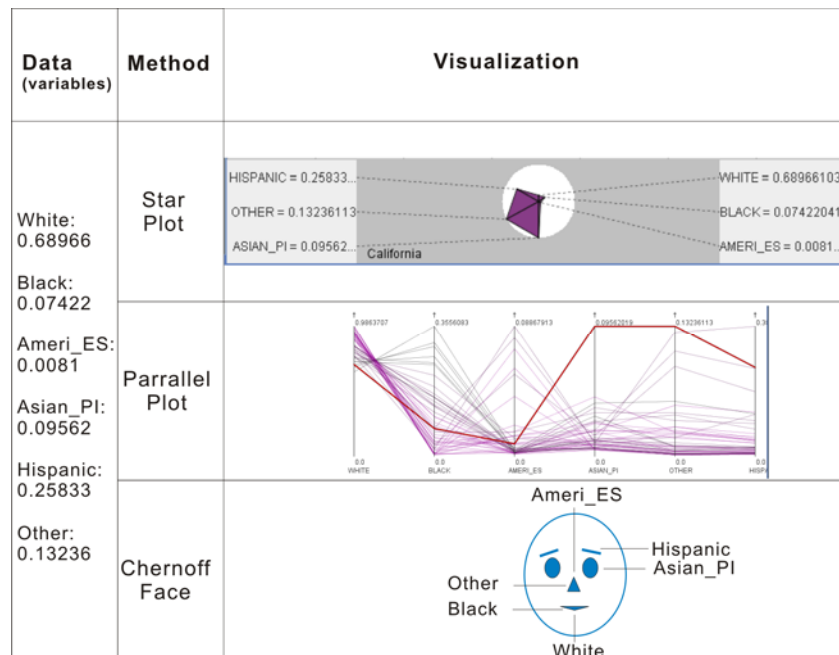 Data
(variables)
Method
Visualization
White:
0.68966
Black:
0.07422
Ameri_ES:
0.0081
Asian_PI:
0.09562
Hispanic:
0.25833
Other:
0.13236
Star
Plot
HISPANIC = 0.25833...
OTHER = 0.13236113
ASIAN_PI = 0.09562...
California
WHITE = 0.68966103
BLACK = 0.07422041
AMERI_ES = 0.0081...
Parrallel
Plot
0.9863707 0.3556083 0.08867913 0.09562019 0.13236113
0.0 0.0 0.0 0.0 0.0
WHITE BLACK AMERI_ES ASIAN_PI OTHER HISPA
Chernoff
Face
Ameri_ES
Hispanic
Asian_PI
Other
Black
White